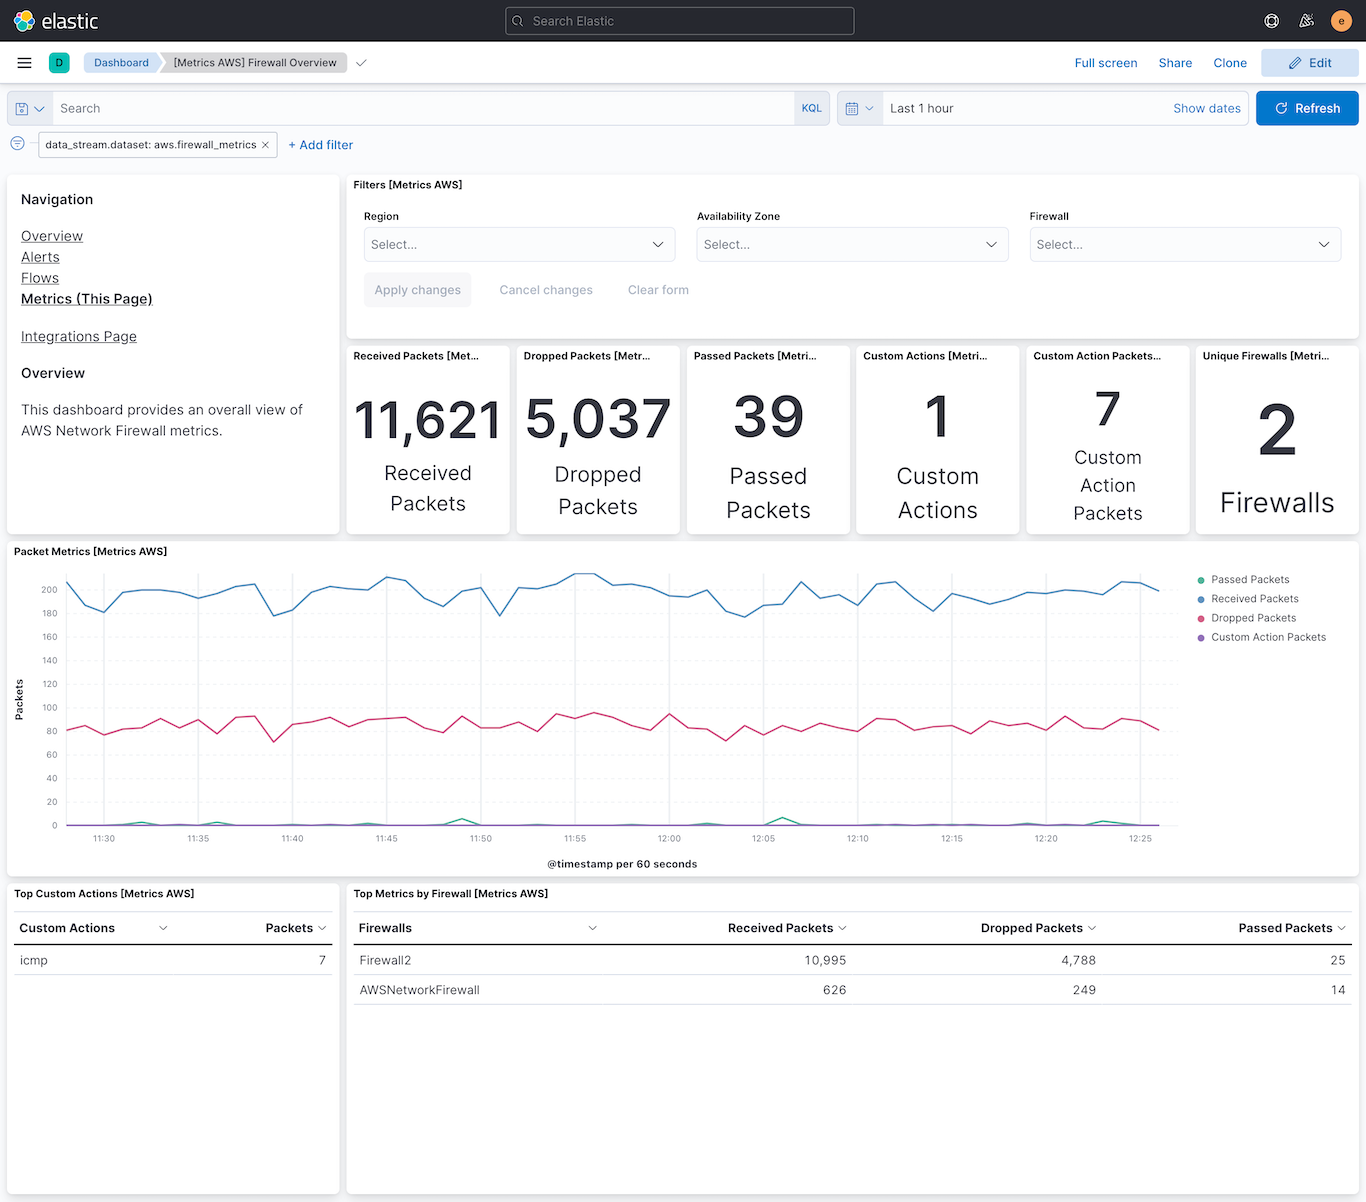 elastic
Search Elastic
e
D
Dashboard
[Metrics AWS] Firewall Overview
Full screen
Share
Clone
Edit
Search
KQL
Last 1 hour
Show dates
Refresh
data_stream.dataset: aws.firewall_metrics ×
+ Add filter
Navigation
Overview
Alerts
Flows
Metrics (This Page)
Integrations Page
Overview
This dashboard provides an overall view of
AWS Network Firewall metrics.
Filters [Metrics AWS]
Region
Availability Zone
Firewall
Select...
Select...
Select...
Apply changes
Cancel changes
Clear form
Received Packets [Met...
11,621
Received
Packets
Dropped Packets [Metr...
5,037
Dropped
Packets
Passed Packets [Metri...
39
Passed
Packets
Custom Actions [Metri...
1
Custom
Actions
Custom Action Packets...
7
Custom
Action
Packets
Unique Firewalls [Metri...
2
Firewalls
Packet Metrics [Metrics AWS]
Packets
200
180
160
140
120
100
80
60
40
20
0
11:30
11:35
11:40
11:45
11:50
11:55
12:00
12:05
12:10
12:15
12:20
12:25
@timestamp per 60 seconds
Passed Packets
Received Packets
Dropped Packets
Custom Action Packets
Top Custom Actions [Metrics AWS]
Custom Actions Packets
icmp 7
Top Metrics by Firewall [Metrics AWS]
Firewalls Received Packets Dropped Packets Passed Packets
Firewall2 10,995 4,788 25
AWSNetworkFirewall 626 249 14